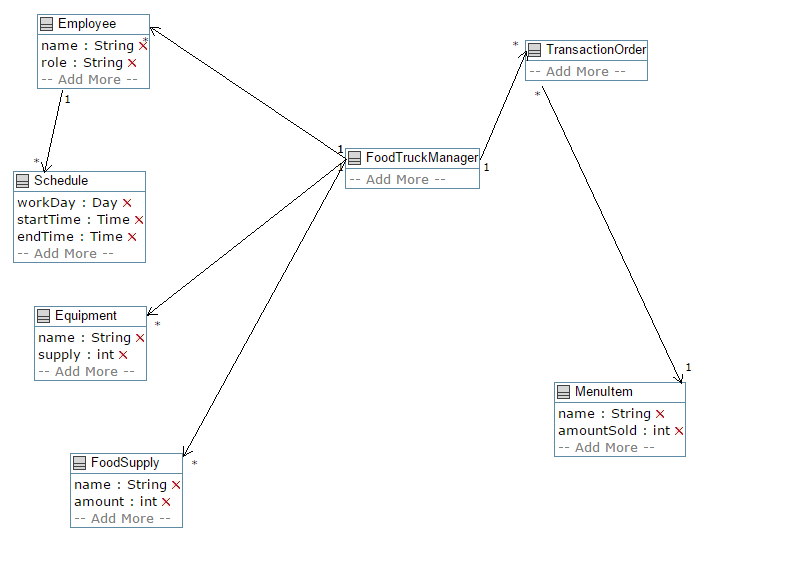 Employee
name : String
role : String
-- Add More --
*
1
*
Schedule
workDay : Day
startTime : Time
endTime : Time
-- Add More --
Equipment
name : String
supply : int
-- Add More --
*
FoodSupply
name : String
amount : int
-- Add More --
*
1
1
FoodTruckManager
-- Add More --
1
*
TransactionOrder
-- Add More --
*
1
MenuItem
name : String
amountSold : int
-- Add More --